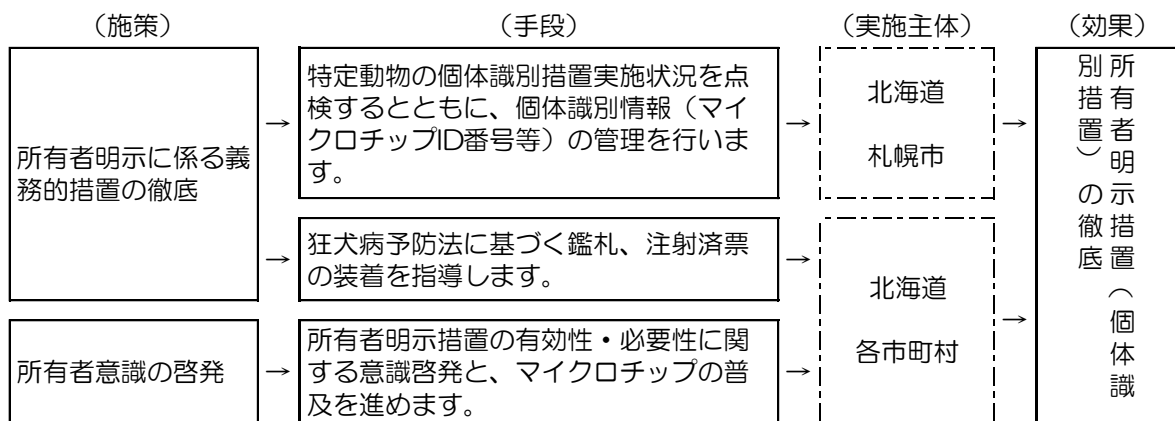 （施策）
（手段）
（実施主体）
（効果）
所有者明示に係る義
務的措置の徹底
→
特定動物の個体識別措置実施状況を点
検するとともに、個体識別情報（マイ
クロチップID番号等）の管理を行いま
す。
→
北海道
札幌市
→
→
狂犬病予防法に基づく鑑札、注射済票
の装着を指導します。
→
所有者意識の啓発
→
所有者明示措置の有効性・必要性に関
する意識啓発と、マイクロチップの普
及を進めます。
→
北海道
各市町村
→
所有者明示措置（個体識
別措置）の徹底